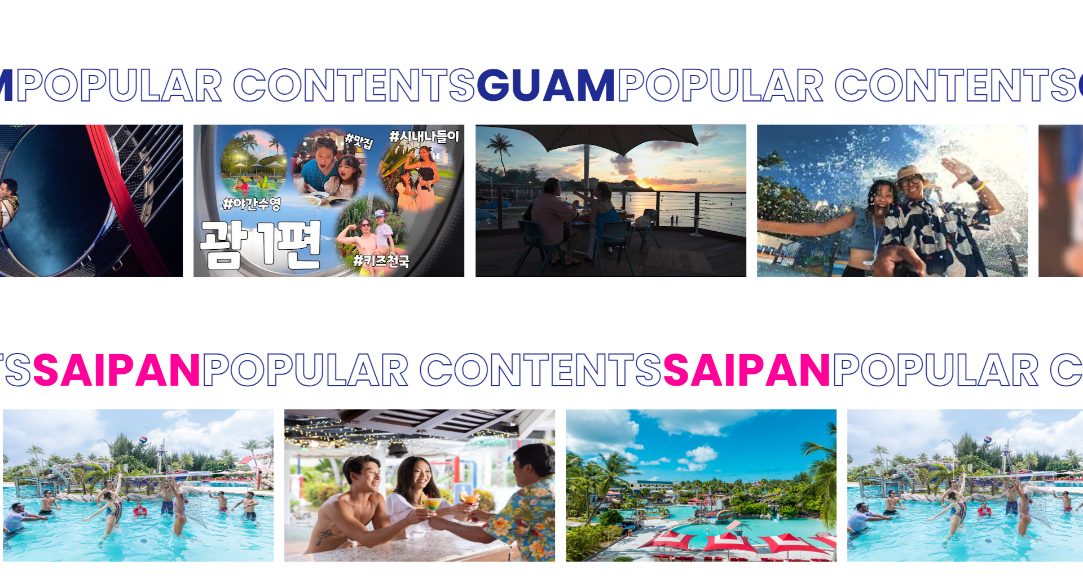 MPOPULAR CONTENTSGUAMPOPULAR CONTENTSG
#맛집
#시내나들이
#야간수영
괌 1편
#키즈천국
TSSAIPANPOPULAR CONTENTSSAIPANPOPULAR C